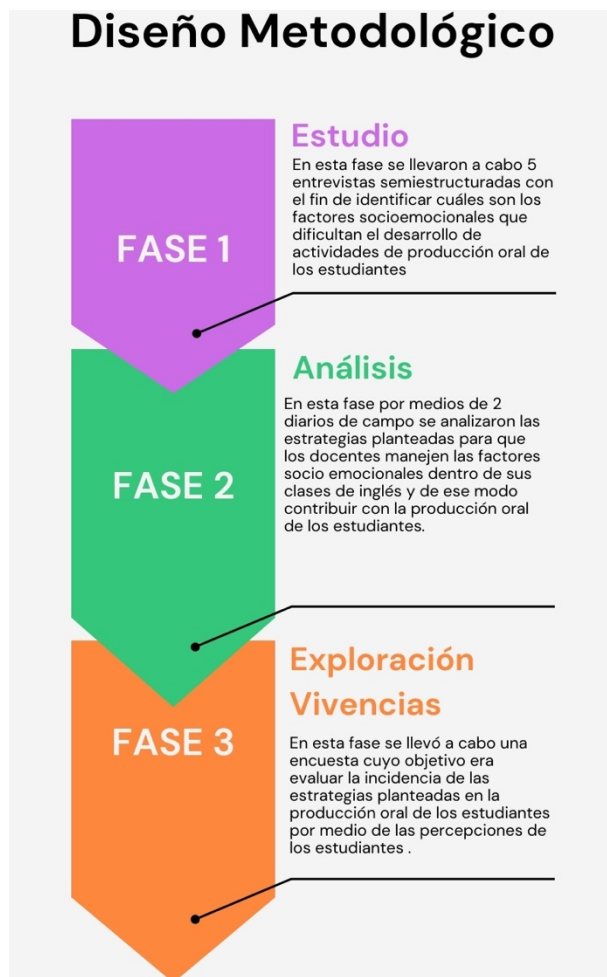 Diseño Metodológico
Estudio
En esta fase se llevaron a cabo 5
entrevistas semiestructuradas con
el fin de identificar cuáles son los
factores socioemocionales que
dificultan el desarrollo de
actividades de producción oral de
los estudiantes
FASE 1
Análisis
En esta fase por medios de 2
diarios de campo se analizaron las
estrategias planteadas para que
los docentes manejen las factores
socio emocionales dentro de sus
clases de inglés y de ese modo
contribuir con la producción oral
de los estudiantes.
FASE 2
Exploración
Vivencias
En esta fase se llevó a cabo una
encuesta cuyo objetivo era
evaluar la incidencia de las
estrategias planteadas en la
producción oral de los estudiantes
por medio de las percepciones de
los estudiantes .
FASE 3